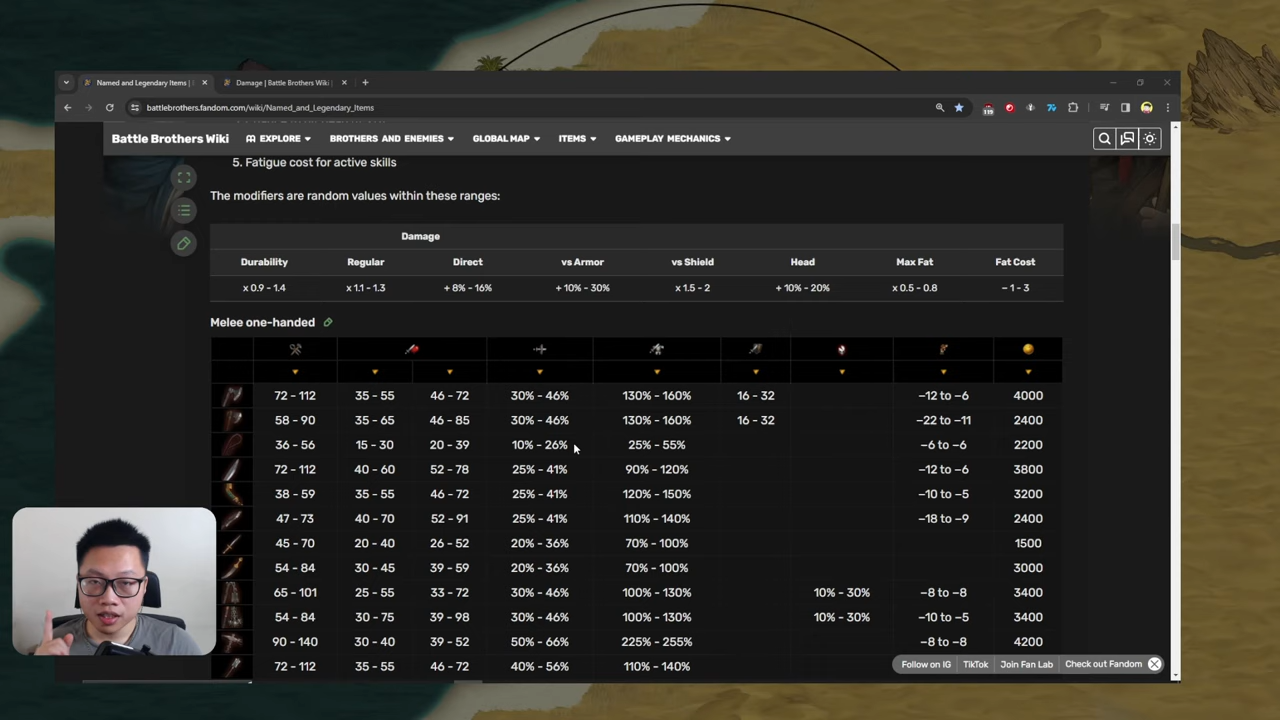 Named and Legendary Items |
Damage | Battle Brothers Wiki |
battlebrothers.fandom.com/wiki/Named_and_Legendary_Items
119
Battle Brothers Wiki EXPLORE BROTHERS AND ENEMIES GLOBAL MAP ITEMS GAMEPLAY MECHANICS
5. Fatigue cost for active skills
The modifiers are random values within these ranges:
Damage
Durability Regular Direct vs Armor vs Shield Head Max Fat Fat Cost
x 0.9 - 1.4 x 1.1 - 1.3 + 8% - 16% + 10% - 30% x 1.5 - 2 + 10% - 20% x 0.5 - 0.8 − 1 - 3
Melee one-handed
72 - 112 35 - 55 46 - 72 30% - 46% 130% - 160% 16 - 32 −12 to −6 4000
58 - 90 35 - 65 46 - 85 30% - 46% 130% - 160% 16 - 32 −22 to −11 2400
36 - 56 15 - 30 20 - 39 10% - 26% 25% - 55% −6 to −6 2200
72 - 112 40 - 60 52 - 78 25% - 41% 90% - 120% −12 to −6 3800
38 - 59 35 - 55 46 - 72 25% - 41% 120% - 150% −10 to −5 3200
47 - 73 40 - 70 52 - 91 25% - 41% 110% - 140% −18 to −9 2400
45 - 70 20 - 40 26 - 52 20% - 36% 70% - 100% 1500
54 - 84 30 - 45 39 - 59 20% - 36% 70% - 100% 3000
65 - 101 25 - 55 33 - 72 30% - 46% 100% - 130% 10% - 30% −8 to −8 3400
54 - 84 30 - 75 39 - 98 30% - 46% 100% - 130% 10% - 30% −10 to −5 3400
90 - 140 30 - 40 39 - 52 50% - 66% 225% - 255% −8 to −8 4200
72 - 112 35 - 55 46 - 72 40% - 56% 110% - 140%
Follow on IG TikTok Join Fan Lab Check out Fandom